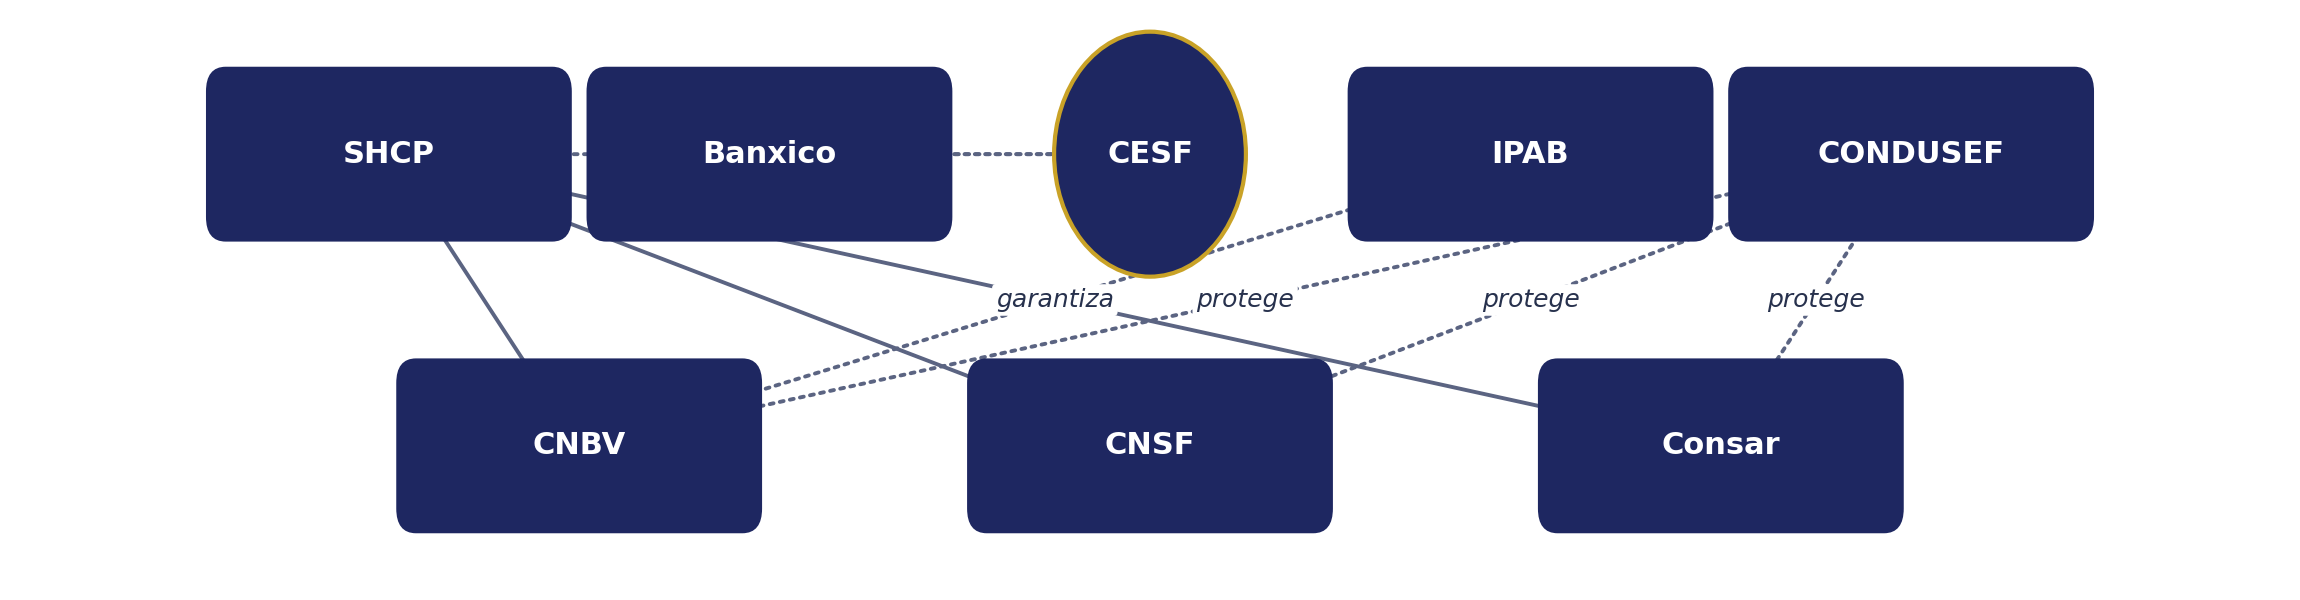 SHCP
Banxico
CESF
IPAB
CONDUSEF
garantiza
protege
protege
protege
CNBV
CNSF
Consar